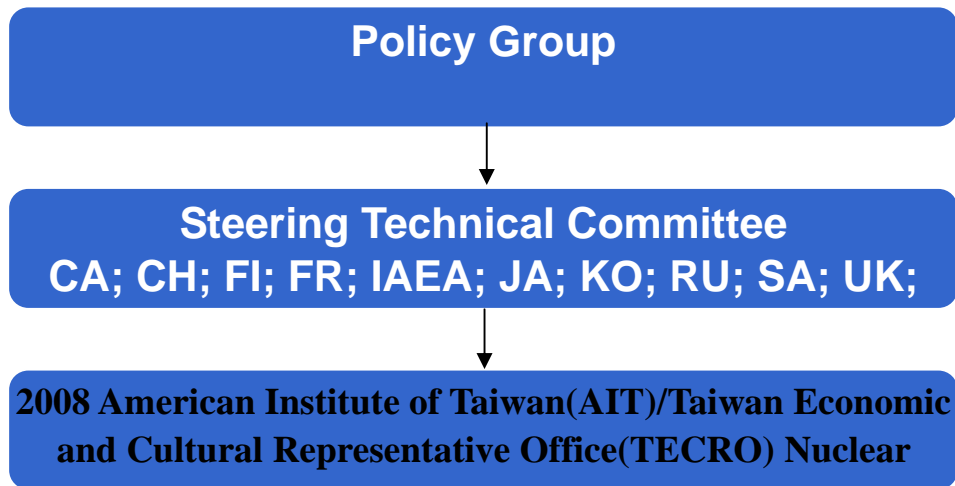 Policy Group
Steering Technical Committee
CA; CH; FI; FR; IAEA; JA; KO; RU; SA; UK;
2008 American Institute of Taiwan(AIT)/Taiwan Economic
and Cultural Representative Office(TECRO) Nuclear